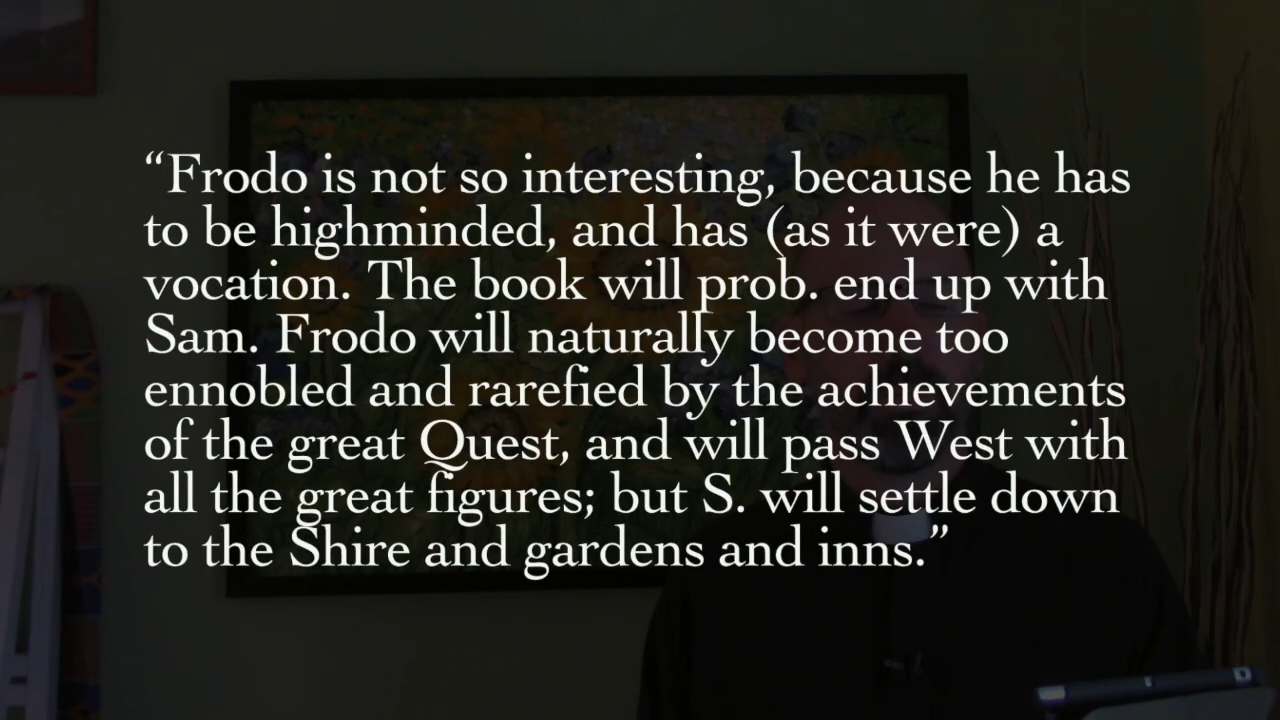 “Frodo is not so interesting, because he has
to be highminded, and has (as it were) a
vocation. The book will prob. end up with
Sam. Frodo will naturally become too
ennobled and rarefied by the achievements
of the great Quest, and will pass West with
all the great figures; but S. will settle down
to the Shire and gardens and inns.”